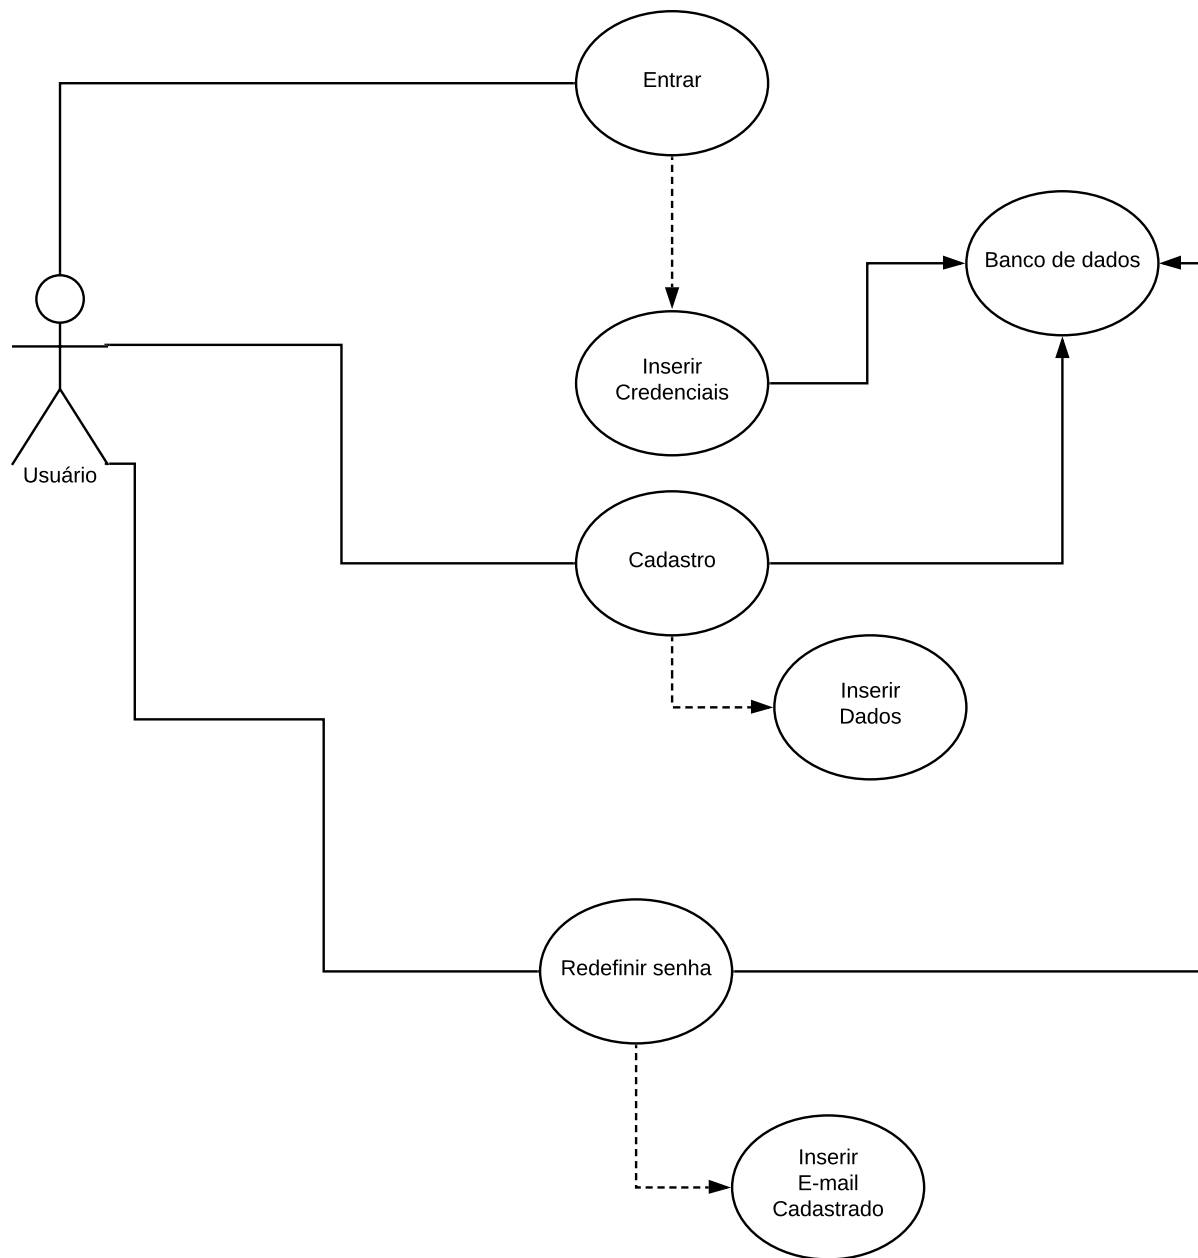 Entrar
Banco de dados
Inserir
Credenciais
Usuário
Cadastro
Inserir
Dados
Redefinir senha
Inserir
E-mail
Cadastrado